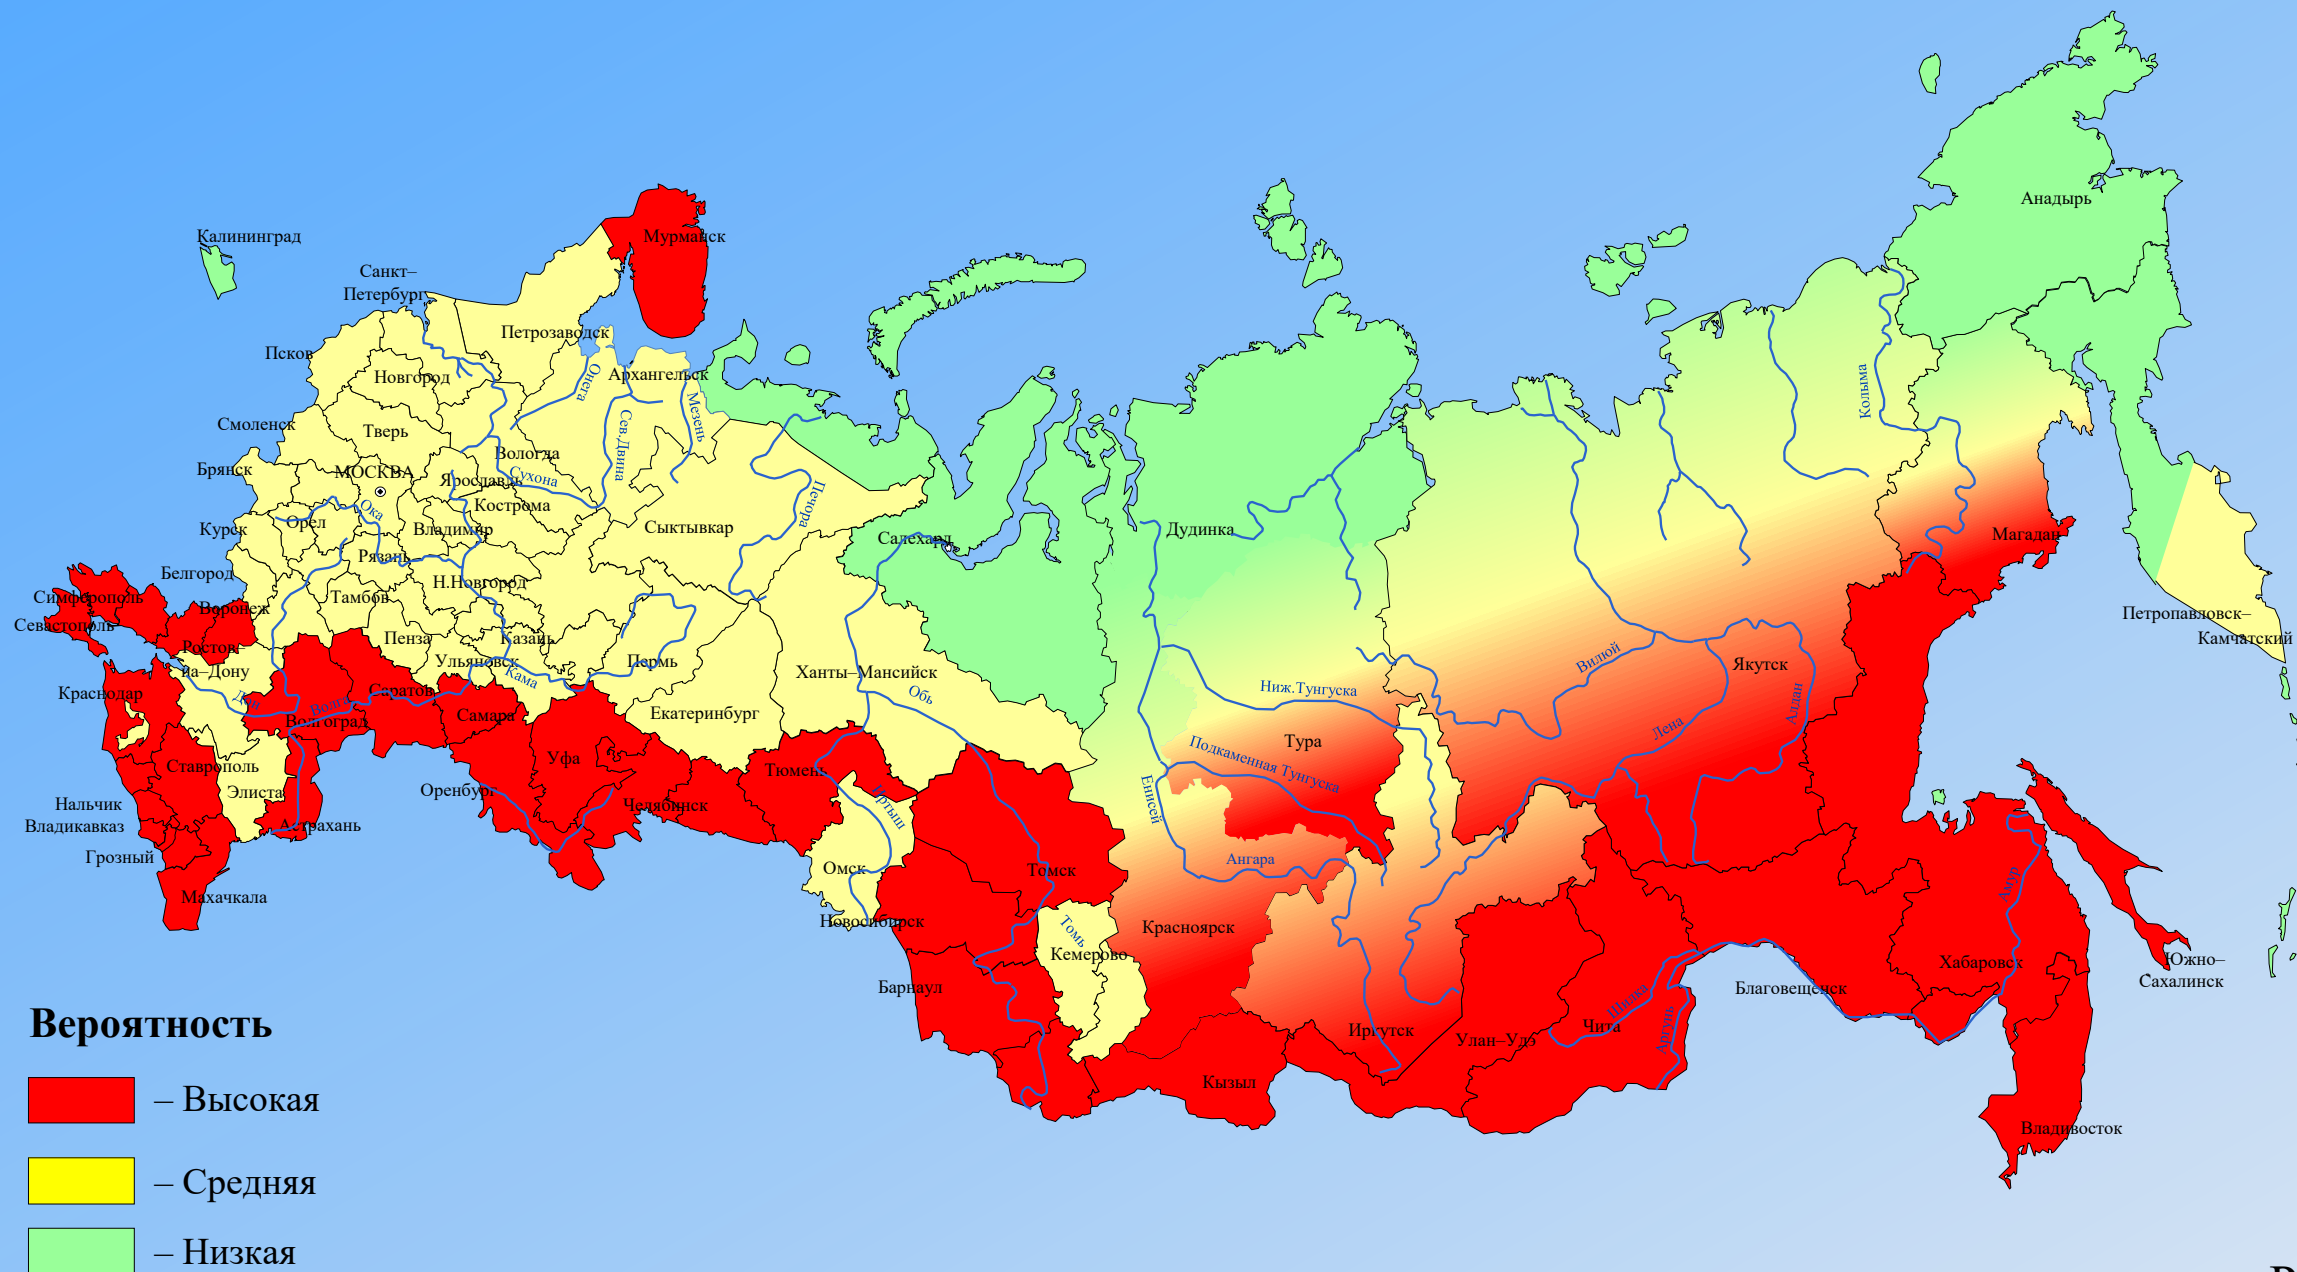 Калининград
Санкт–
Петербург
Мурманск
Анадырь
Петрозаводск
Псков
Новгород
Архангельск
Онега
Мезень
Сев.Двина
Колыма
Смоленск
Тверь
Вологда
Брянск
МОСКВА
Ярославль
Сухона
Кострома
Печора
Ока
Орел
Курск
Владимир
Сыктывкар
Салехард
Дудинка
Магадан
Рязань
Белгород
Н.Новгород
Симферополь
Воронеж
Тамбов
Севастополь
Петропавловск–
Камчатский
Ростов–
на–Дону
Пенза
Казань
Ульяновск
Пермь
Кама
Ханты–Мансийск
Обь
Вилюй
Якутск
Ниж.Тунгуска
Алдан
Лена
Краснодар
Дон
Волга
Саратов
Волгоград
Самара
Екатеринбург
Тура
Подкаменная Тунгуска
Ставрополь
Уфа
Тюмень
Элиста
Оренбург
Челябинск
Иртыш
Енисей
Нальчик
Владикавказ
Астрахань
Грозный
Ангара
Омск
Томск
Амур
Махачкала
Новосибирск
Томь
Красноярск
Кемерово
Хабаровск
Южно–
Сахалинск
Барнаул
Благовещенск
Шилка
Иркутск
Улан–Удэ
Чита
Аргунь
Кызыл
Владивосток
Вероятность
– Высокая
– Средняя
– Низкая